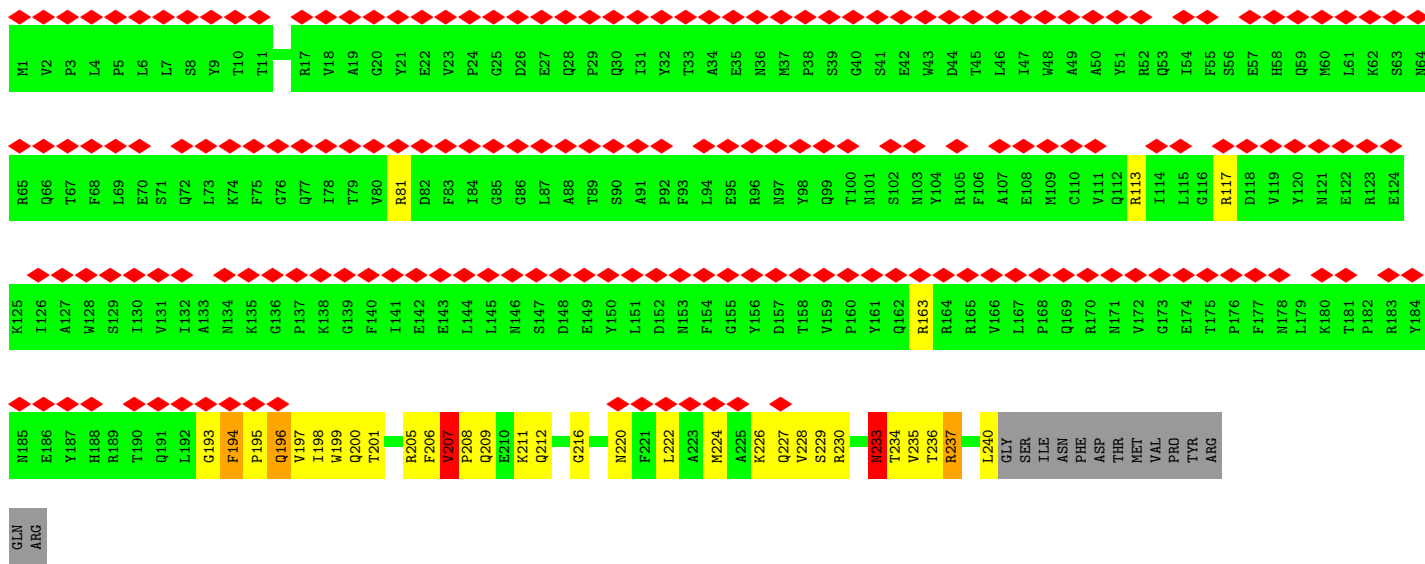 M1 V2 P3 L4 P5 L6 L7 S8 Y9 T10 T11 R17 V18 A19 G20 Y21 E22 V23 P24 G25 D26 E27 Q28 P29 Q30 I31 Y32 T33 A34 E35 N36 M37 P38 S39 G40 S41 E42 W43 D44 T45 L46 I47 W48 A49 A50 Y51 R52 Q53 I54 F55 S56 E57 H58 Q59 M60 L61 K62 S63 N64
R65 Q66 T67 F68 L69 E70 S71 Q72 L73 K74 F75 G76 Q77 I78 T79 V80 R81 D82 F83 I84 G85 G86 L87 A88 T89 S90 A91 P92 F93 L94 E95 R96 N97 Y98 Q99 T100 N101 S102 N103 Y104 R105 F106 A107 E108 M109 C110 V111 Q112 R113 I114 L115 G116 R117 D118 V119 Y120 N121 E122 R123 E124
K125 I126 A127 W128 S129 I130 V131 I132 A133 N134 K135 G136 P137 K138 G139 F140 I141 E142 E143 L144 L145 N146 S147 D148 E149 Y150 L151 D152 N153 F154 G155 Y156 D157 T158 V159 P160 Y161 Q162 R163 R164 R165 V166 L167 P168 Q169 R170 N171 V172 G173 E174 T175 P176 F177 N178 L179 K180 T181 P182 R183 Y184
N185 E186 Y187 H188 R189 T190 Q191 L192 G193 F194 P195 Q196 V197 I198 W199 Q200 T201 R205 F206 V207 P208 Q209 E210 K211 Q212 G216 N220 F221 L222 A223 M224 A225 K226 Q227 V228 S229 R230 N233 T234 V235 T236 R237 L240 GLY SER ILE ASN PHE ASP THR MET VAL PRO TYR ARG
GLN ARG